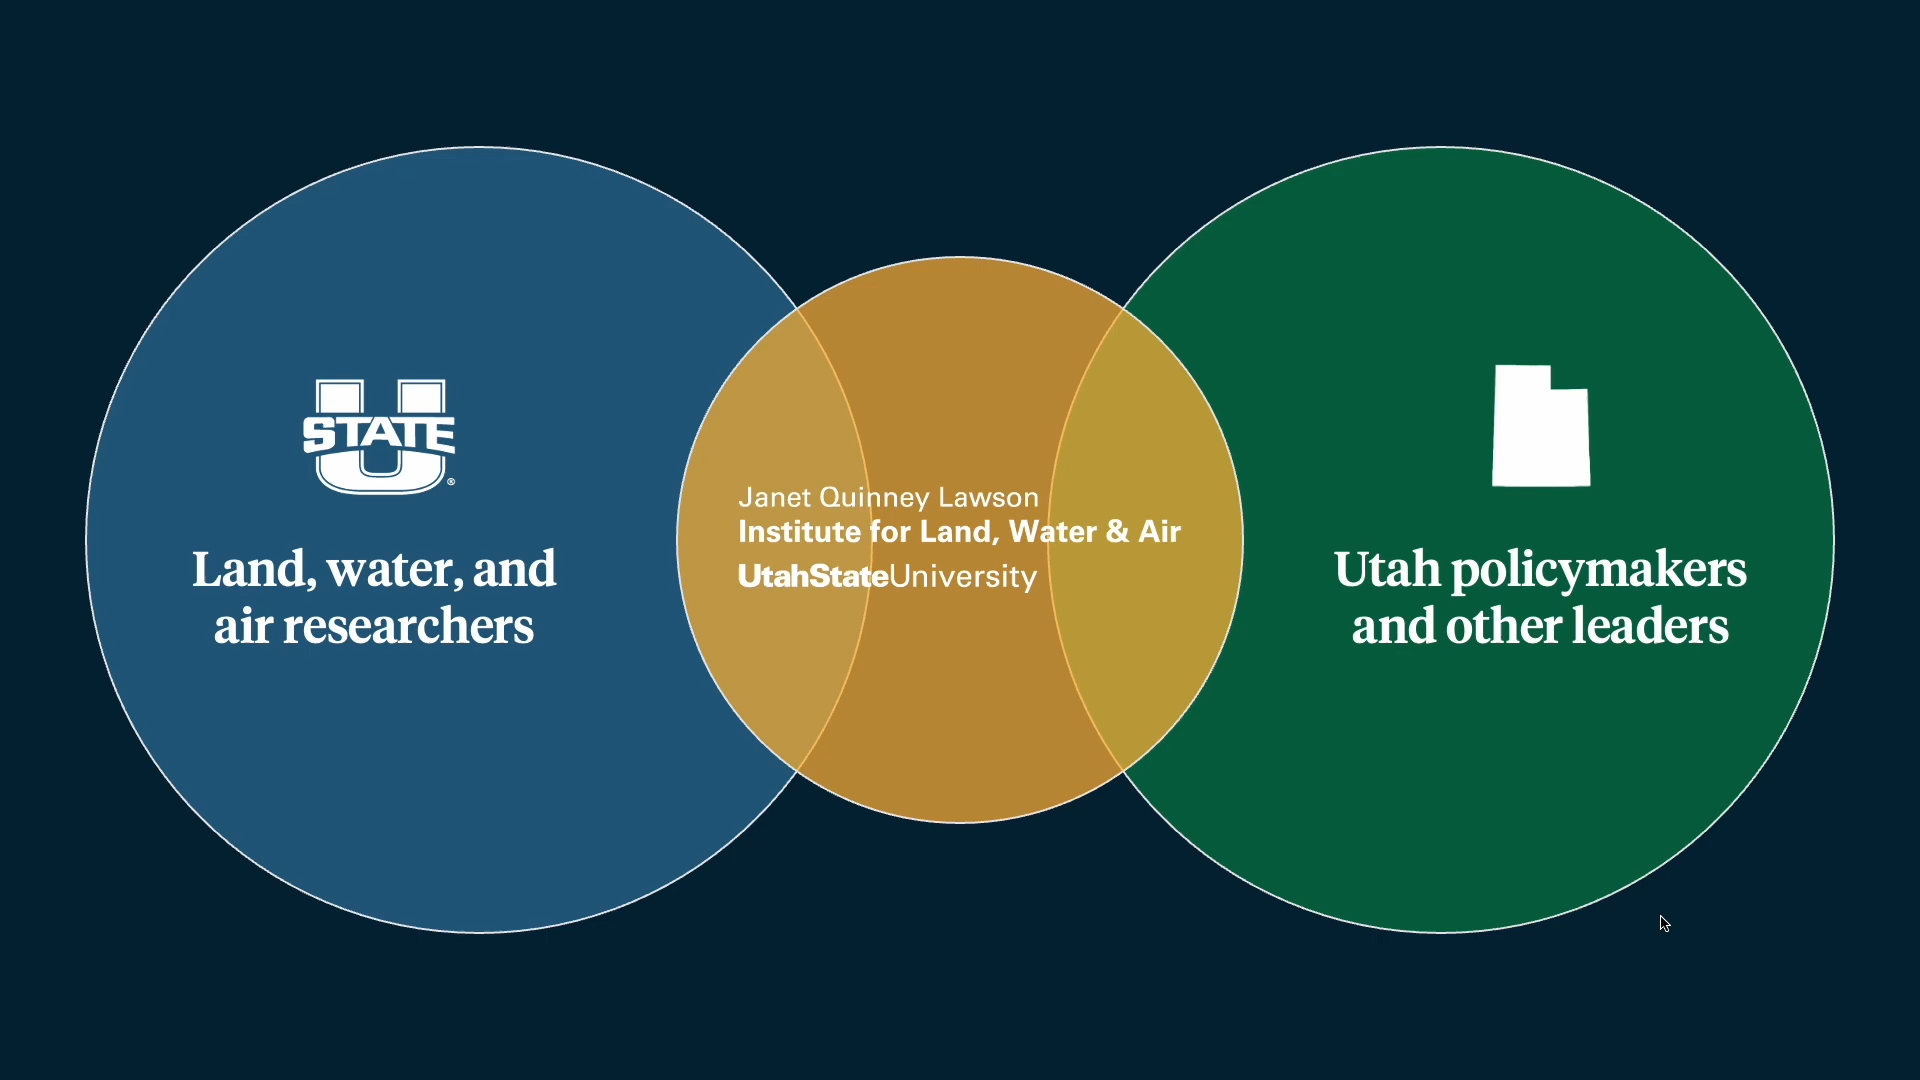 U
STATE
®
Land, water, and
air researchers
Janet Quinney Lawson
Institute for Land, Water & Air
UtahStateUniversity
Utah policymakers
and other leaders